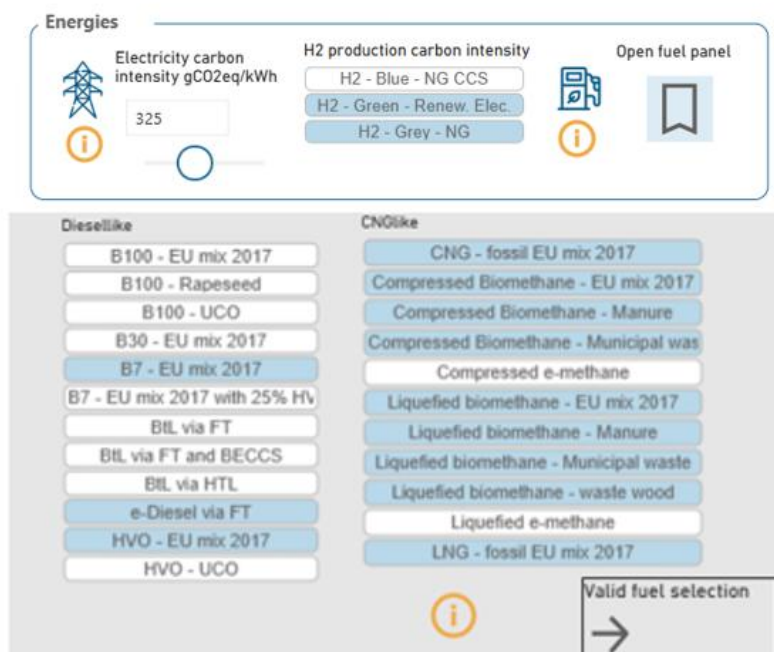 Energies
Electricity carbon
intensity gCO2eq/kWh
325
H2 production carbon intensity
H2 - Blue - NG CCS
H2 - Green - Renew. Elec.
H2 - Grey - NG
Open fuel panel
Diesellike
B100 - EU mix 2017
B100 - Rapeseed
B100 - UCO
B30 - EU mix 2017
B7 - EU mix 2017
B7 - EU mix 2017 with 25% HV
BtL via FT
BtL via FT and BECCS
BtL via HTL
e-Diesel via FT
HVO - EU mix 2017
HVO - UCO
CNGlike
CNG - fossil EU mix 2017
Compressed Biomethane - EU mix 2017
Compressed Biomethane - Manure
Compressed Biomethane - Municipal was
Compressed e-methane
Liquefied biomethane - EU mix 2017
Liquefied biomethane - Manure
Liquefied biomethane - Municipal waste
Liquefied biomethane - waste wood
Liquefied e-methane
LNG - fossil EU mix 2017
Valid fuel selection